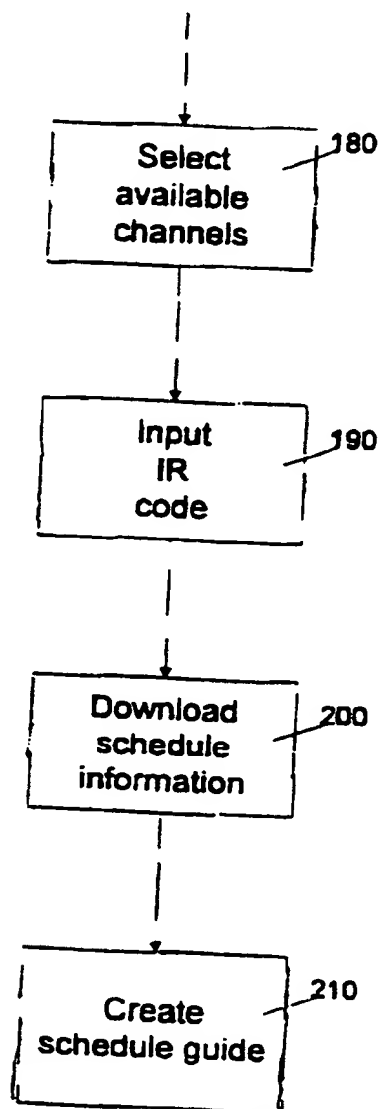 Select
available
channels
180
Input
IR
code
190
Download
schedule
information
200
Create
schedule guide
210